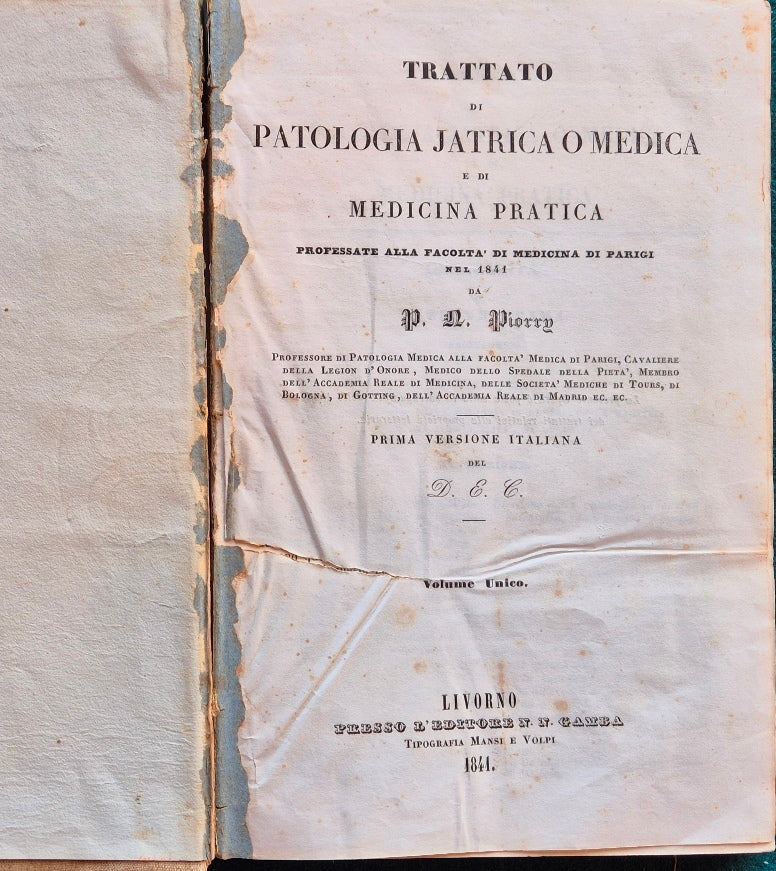 TRATTATO
DI
PATOLOGIA JATRICA O MEDICA
E DI
MEDICINA PRATICA
PROFESSATE ALLA FACOLTA' DI MEDICINA DI PARIGI
NEL 1841
DA
P. N. Piorry
PROFESSORE DI PATOLOGIA MEDICA ALLA FACOLTA' MEDICA DI PARIGI, CAVALIERE
DELLA LEGION D'ONORE, MEDICO DELLO SPEDALE DELLA PIETA', MEMBRO
DELL'ACCADEMIA REALE DI MEDICINA, DELLE SOCIETA' MEDICHE DI TOURS, DI
BOLOGNA, DI GOTTING, DELL'ACCADEMIA REALE DI MADRID EC. EC.
PRIMA VERSIONE ITALIANA
DEL
D. E. C.
Volume Unico.
LIVORNO
PRESSO L'EDITORE N. N. GAMBA
TIPOGRAFIA MANSI E VOLPI
1841.